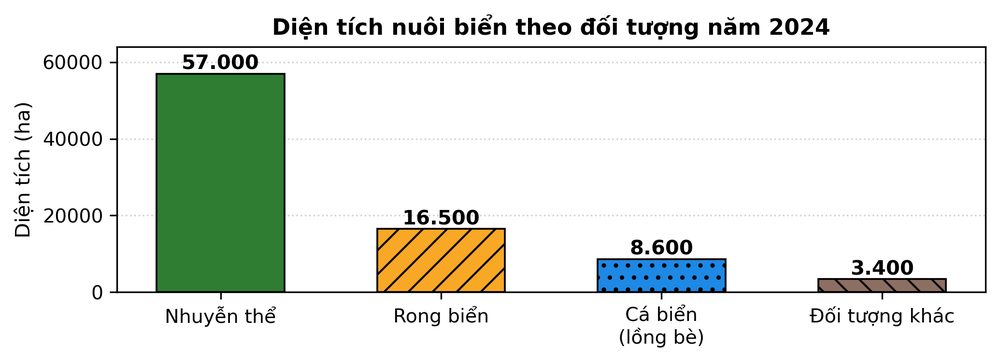 Diện tích nuôi biển theo đối tượng năm 2024
Diện tích (ha)
60000
40000
20000
0
57.000
16.500
8.600
3.400
Nhuyễn thể
Rong biển
Cá biển
(lồng bè)
Đối tượng khác